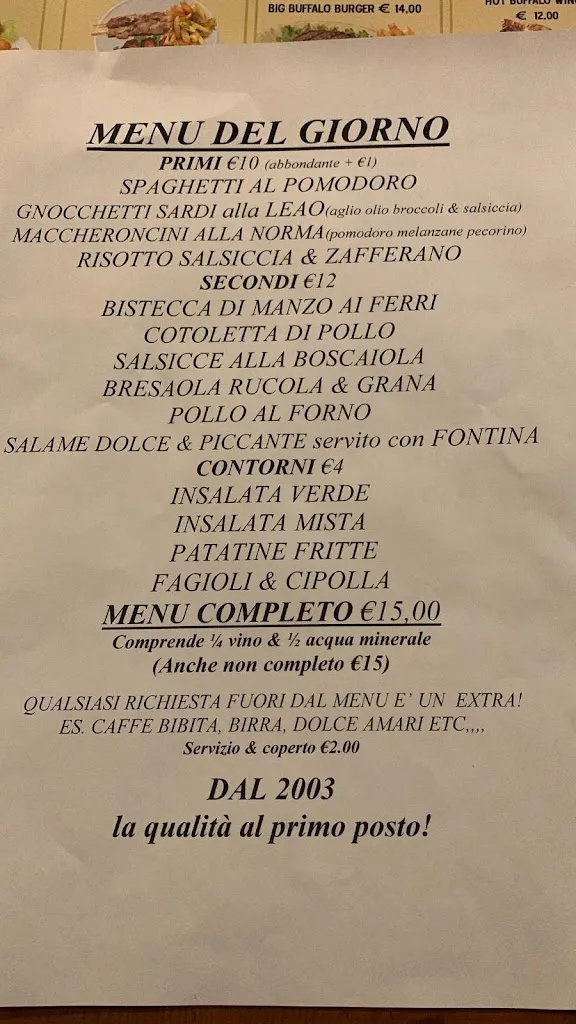 BIG BUFFALO BURGER € 14,00
HOT BUFFALO WIN
€ 12,00
MENU DEL GIORNO
PRIMI €10 (abbondante + €1)
SPAGHETTI AL POMODORO
GNOCCHETTI SARDI alla LEAO(aglio olio broccoli & salsiccia)
MACCHERONCINI ALLA NORMA(pomodoro melanzane pecorino)
RISOTTO SALSICCIA & ZAFFERANO
SECONDI €12
BISTECCA DI MANZO AI FERRI
COTOLETTA DI POLLO
SALSICCE ALLA BOSCAIOLA
BRESAOLA RUCOLA & GRANA
POLLO AL FORNO
SALAME DOLCE & PICCANTE servito con FONTINA
CONTORNI €4
INSALATA VERDE
INSALATA MISTA
PATATINE FRITTE
FAGIOLI & CIPOLLA
MENU COMPLETO €15,00
Comprende ¼ vino & ½ acqua minerale
(Anche non completo €15)
QUALSIASI RICHIESTA FUORI DAL MENU E' UN EXTRA!
ES. CAFFE BIBITA, BIRRA, DOLCE AMARI ETC,,,,
Servizio & coperto €2.00
DAL 2003
la qualità al primo posto!